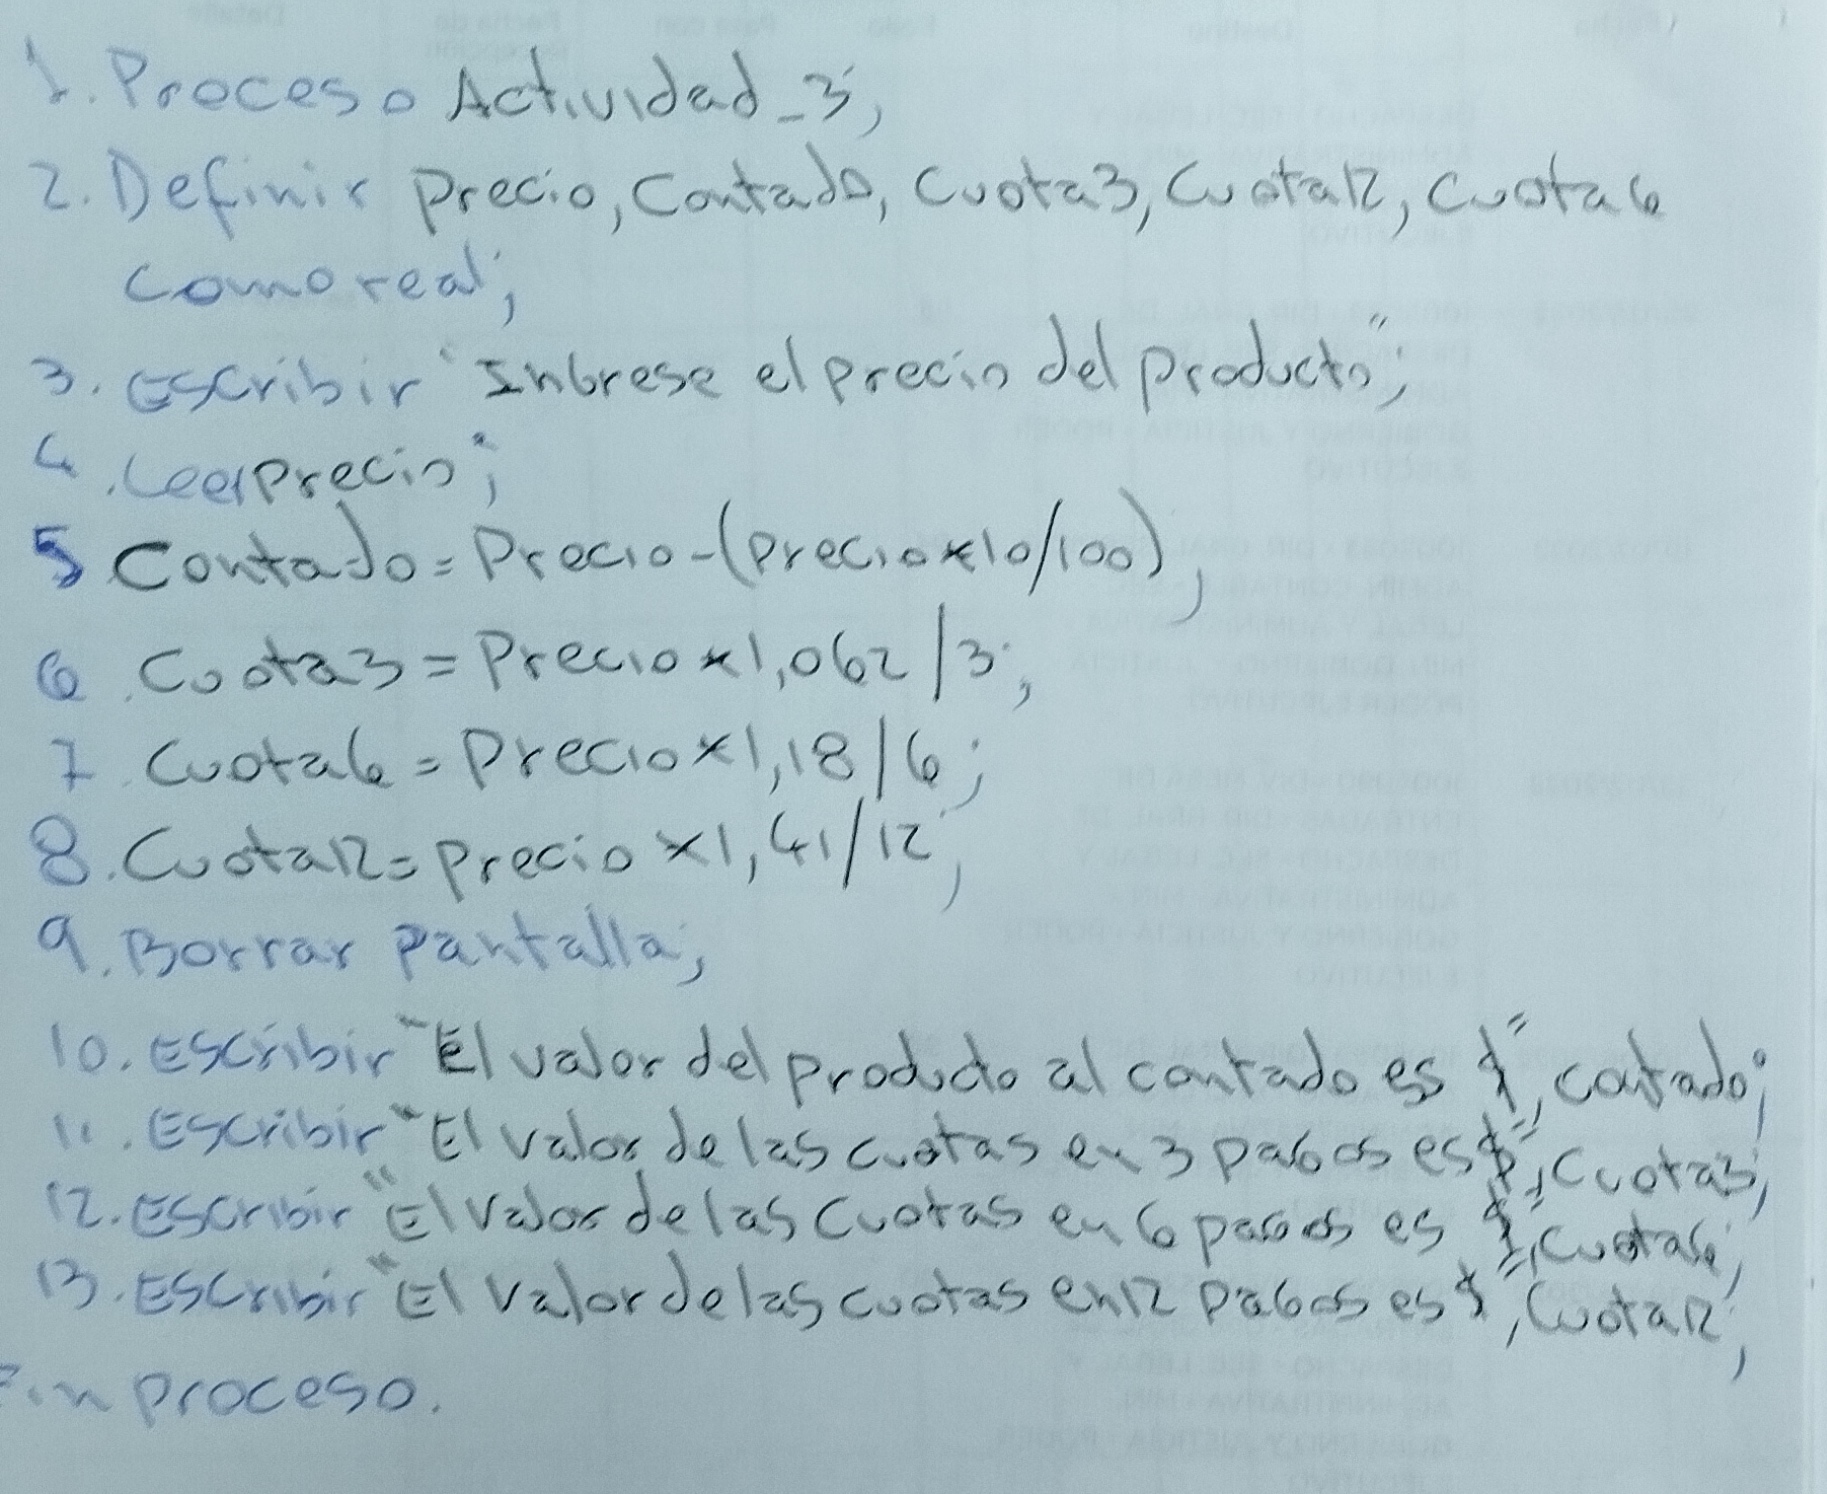 1. Proceso Actividad_3;
2. Definir precio, Contado, Cuota3, Cuota12, Cuota6
como real;
3. Escribir "Ingrese el precio del producto";
4. Leer Precio;
5 Contado = Precio - (precio x 10/100);
6. Cuota3 = Precio x 1,062 / 3;
7. Cuota6 = Precio x 1,18 / 6;
8. Cuota12 = precio x 1,41 / 12;
9. Borrar pantalla;
10. Escribir "El valor del producto al contado es $", contado;
11. Escribir "El valor de las cuotas en 3 pagos es $", Cuota3;
12. Escribir "El valor de las cuotas en 6 pagos es $", Cuota6;
13. Escribir "El valor de las cuotas en 12 pagos es $", Cuota12;
Fin proceso.